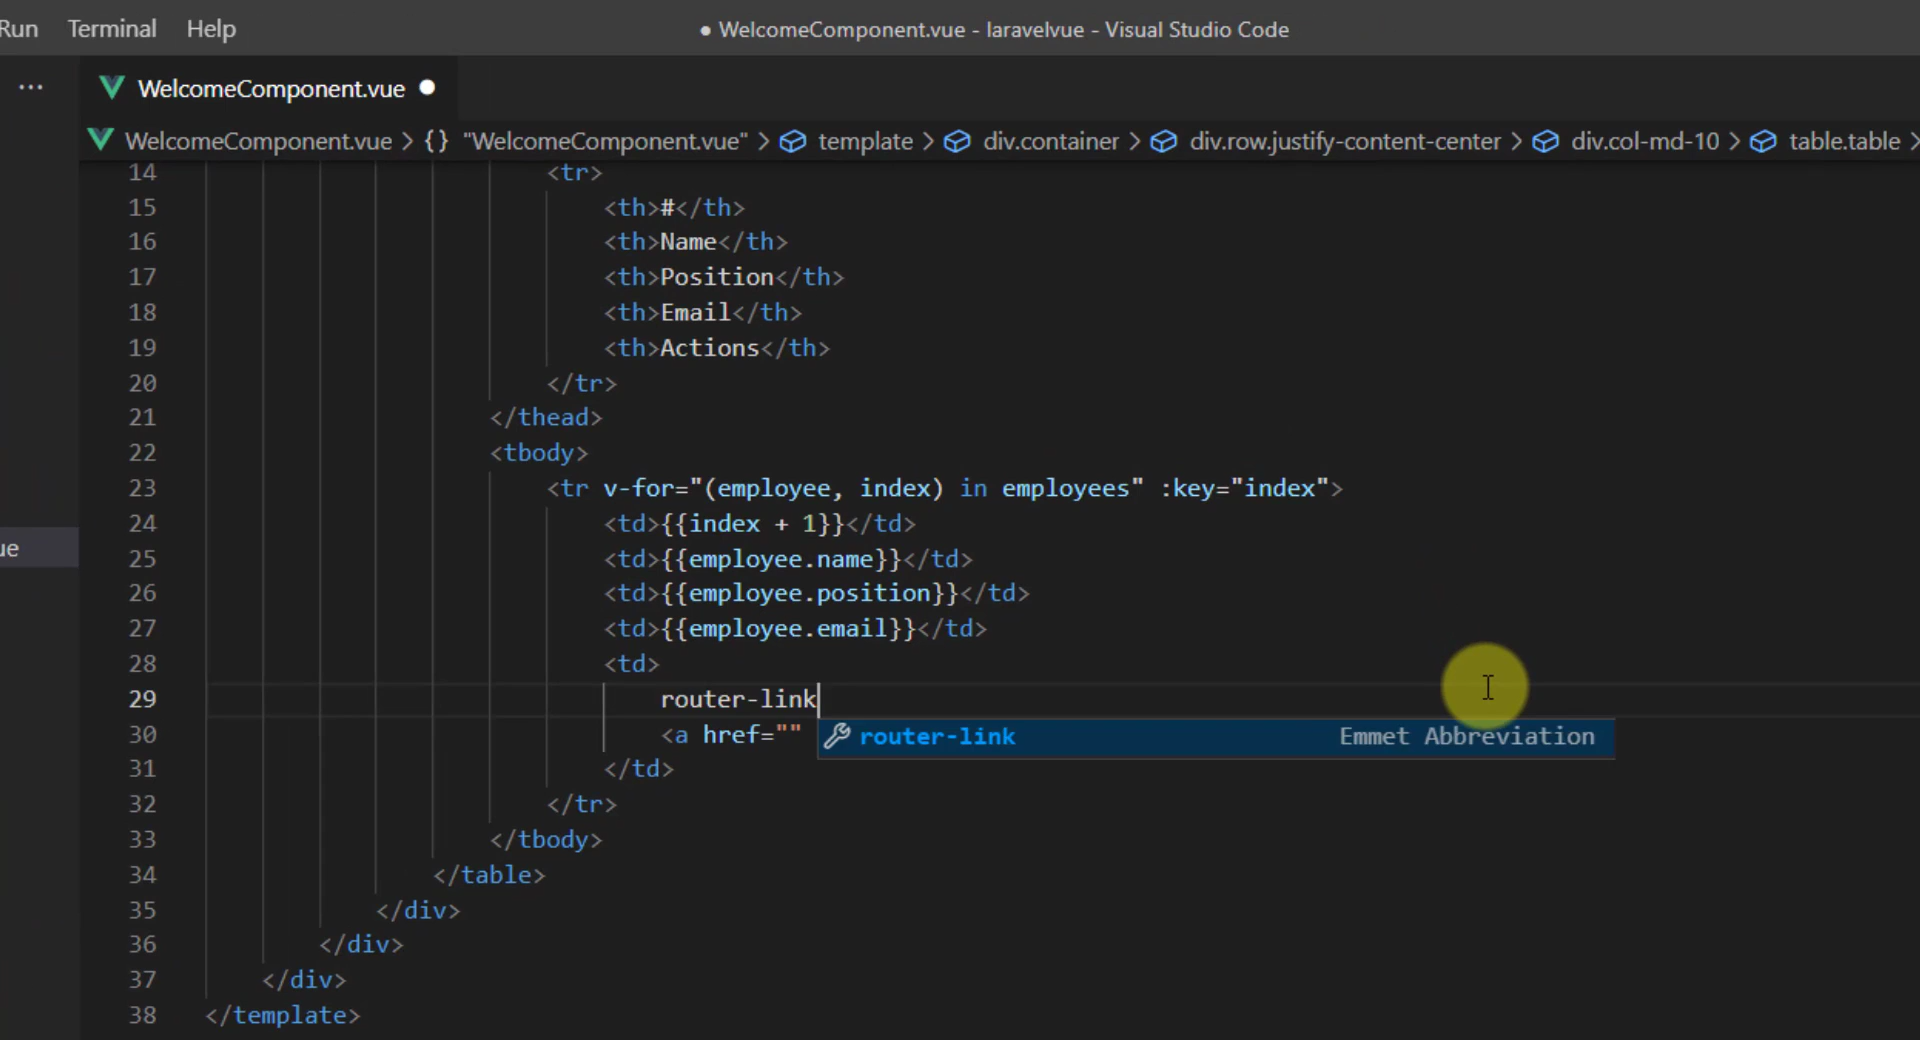 Run Terminal Help
● WelcomeComponent.vue - laravelvue - Visual Studio Code
··· WelcomeComponent.vue ●
WelcomeComponent.vue > {} "WelcomeComponent.vue" > template > div.container > div.row.justify-content-center > div.col-md-10 > table.table >
14 <tr>
15 <th>#</th>
16 <th>Name</th>
17 <th>Position</th>
18 <th>Email</th>
19 <th>Actions</th>
20 </tr>
21 </thead>
22 <tbody>
23 <tr v-for="(employee, index) in employees" :key="index">
24 <td>{{index + 1}}</td>
ue
25 <td>{{employee.name}}</td>
26 <td>{{employee.position}}</td>
27 <td>{{employee.email}}</td>
28 <td>
29 router-link
30 <a href=""
router-link Emmet Abbreviation
31 </td>
32 </tr>
33 </tbody>
34 </table>
35 </div>
36 </div>
37 </div>
38 </template>